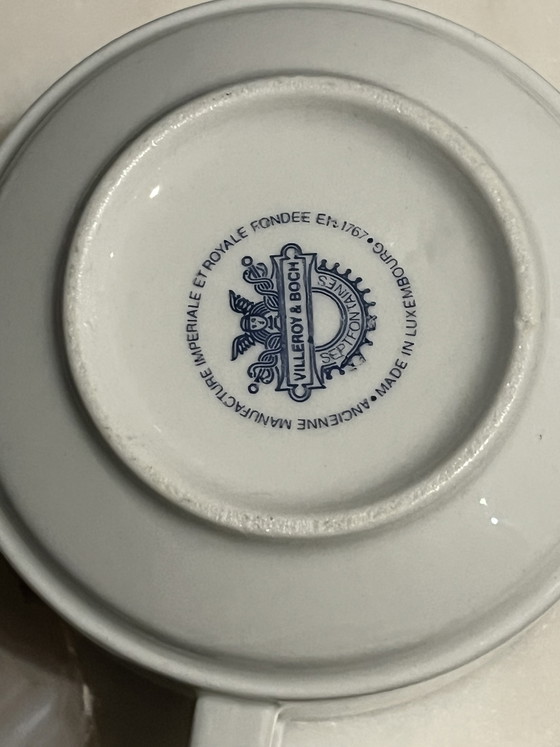 ANCIENNE MANUFACTURE IMPERIALE ET ROYALE FONDEE EN 1767 • MADE IN LUXEMBOURG •
VILLEROY & BOCH
SEPTFONTAINES